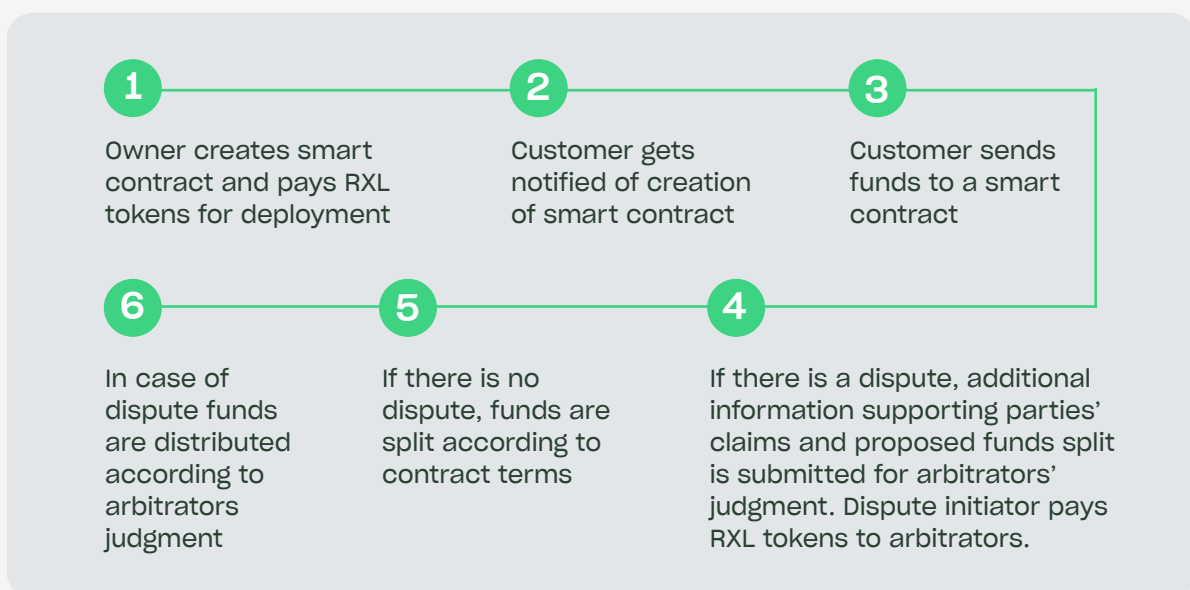 1
Owner creates smart
contract and pays RXL
tokens for deployment
2
Customer gets
notified of creation
of smart contract
3
Customer sends
funds to a smart
contract
4
If there is a dispute, additional
information supporting parties’
claims and proposed funds split
is submitted for arbitrators’
judgment. Dispute initiator pays
RXL tokens to arbitrators.
5
If there is no
dispute, funds are
split according to
contract terms
6
In case of
dispute funds
are distributed
according to
arbitrators
judgment